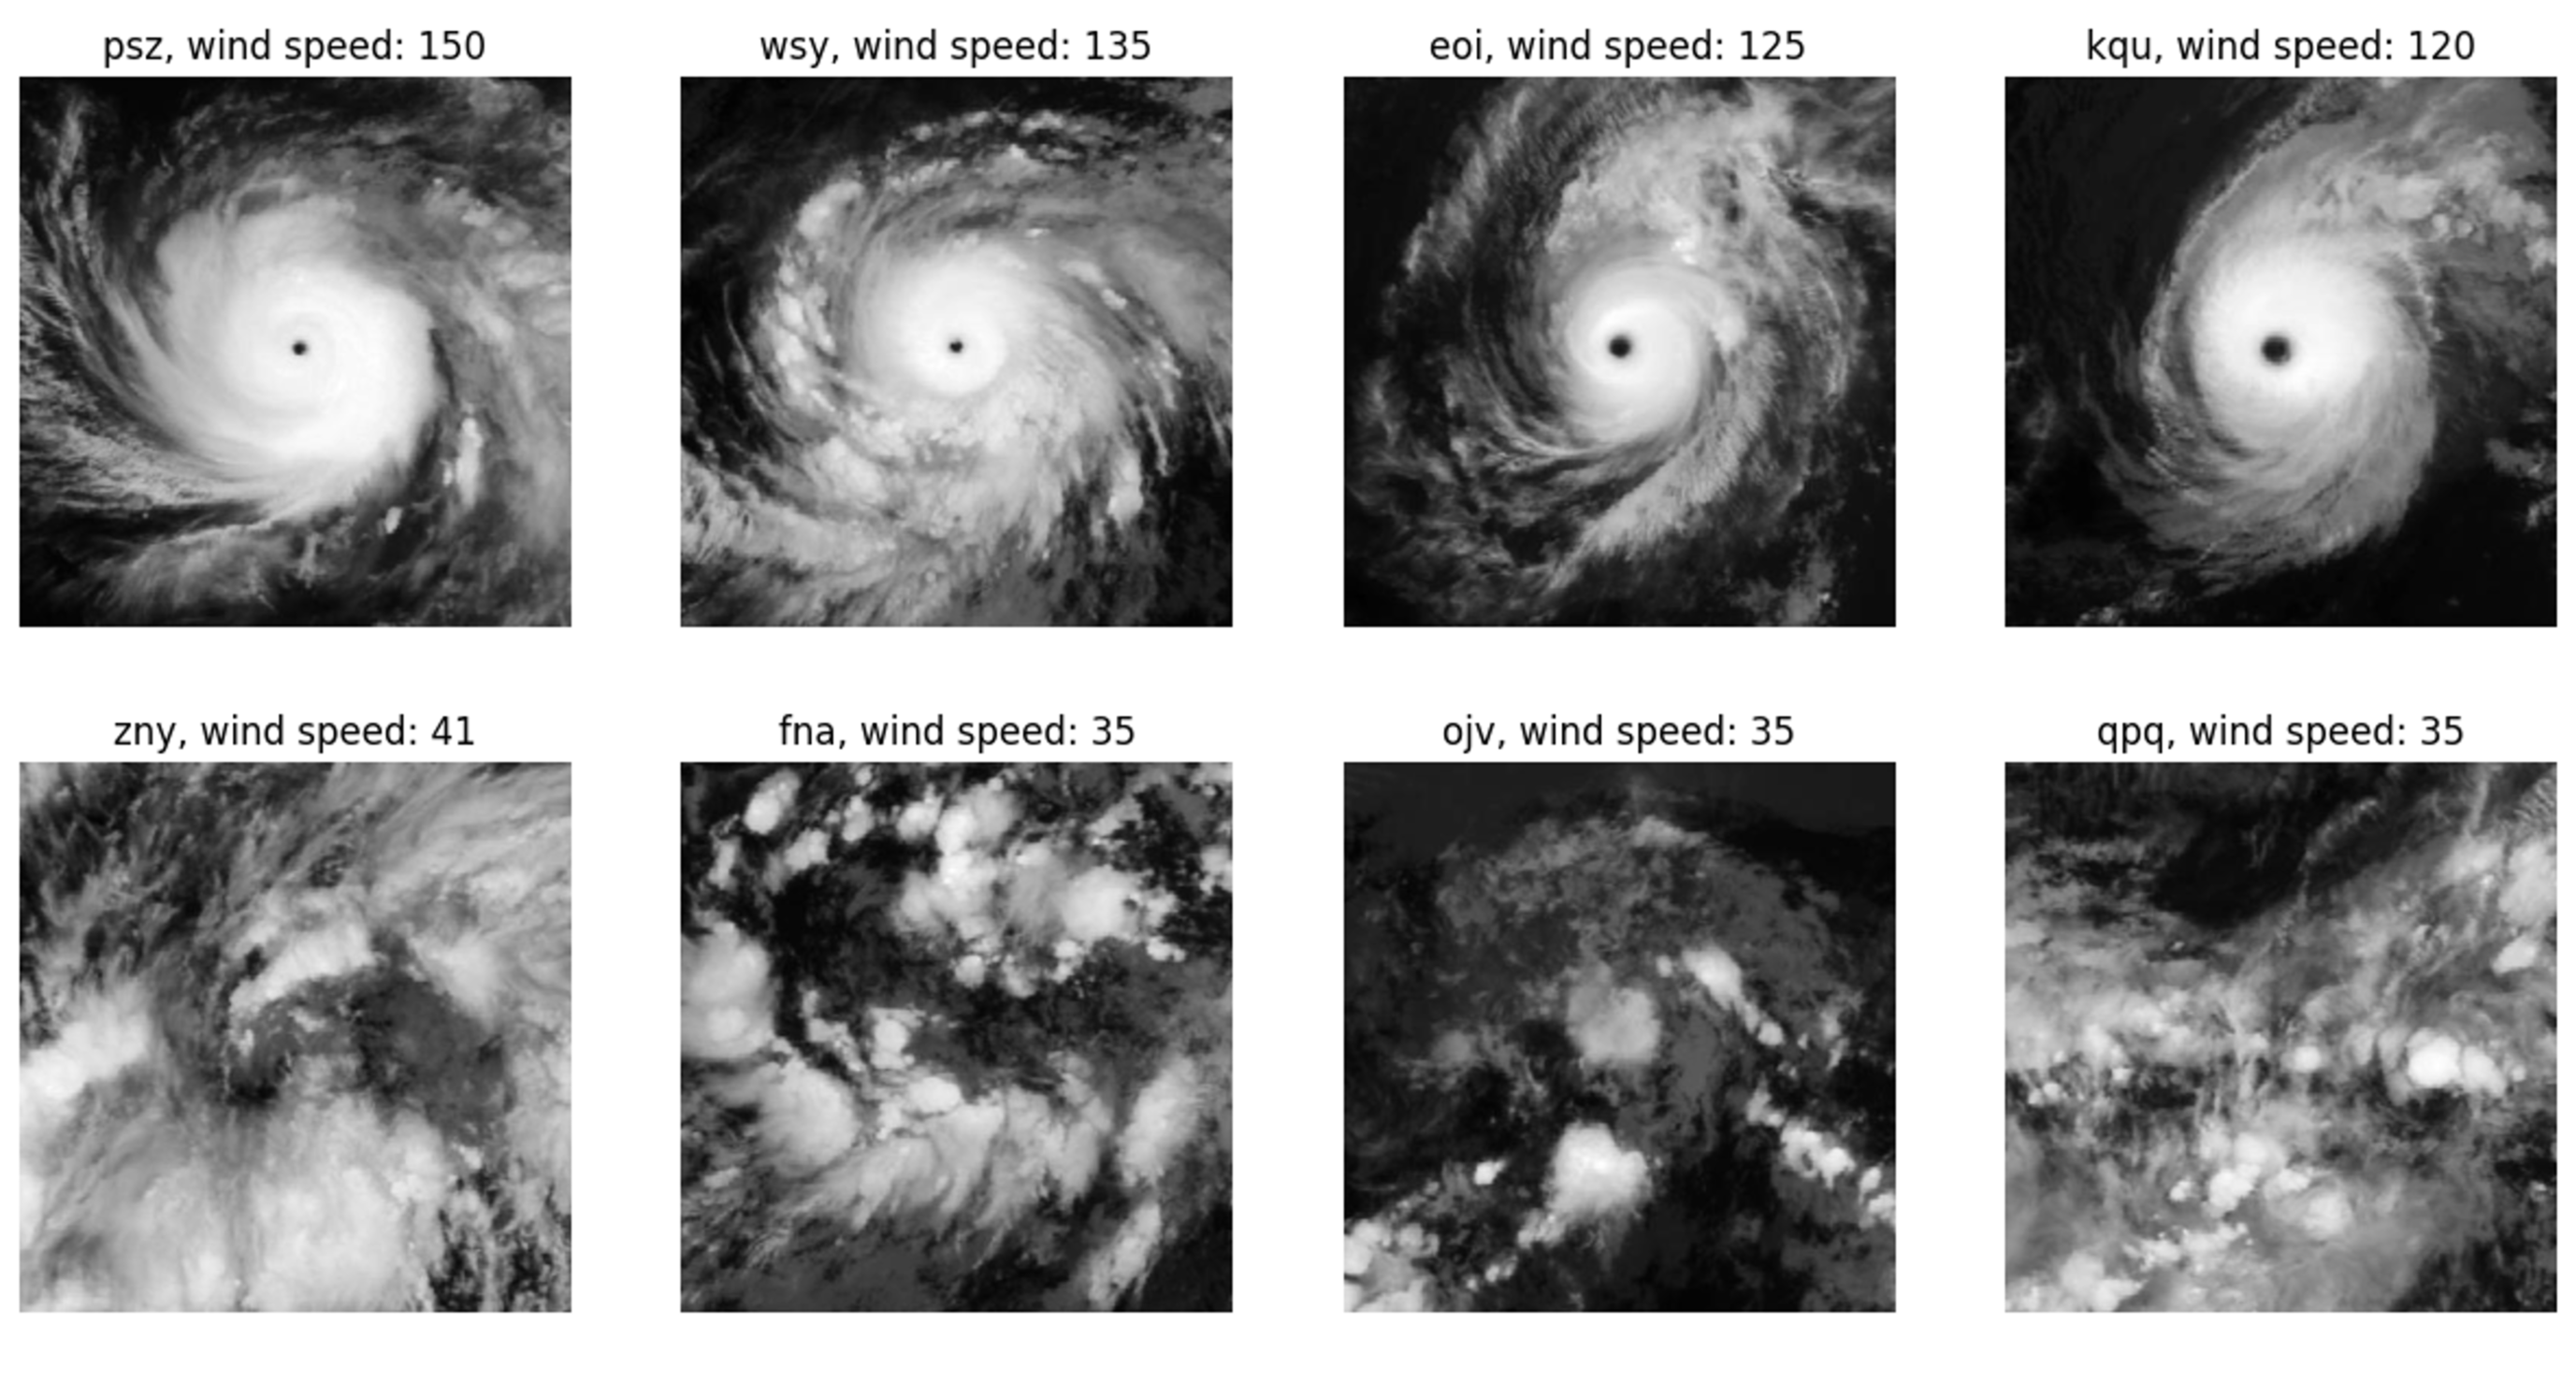 psz, wind speed: 150
wsy, wind speed: 135
eoi, wind speed: 125
kqu, wind speed: 120
zny, wind speed: 41
fna, wind speed: 35
ojv, wind speed: 35
qpq, wind speed: 35